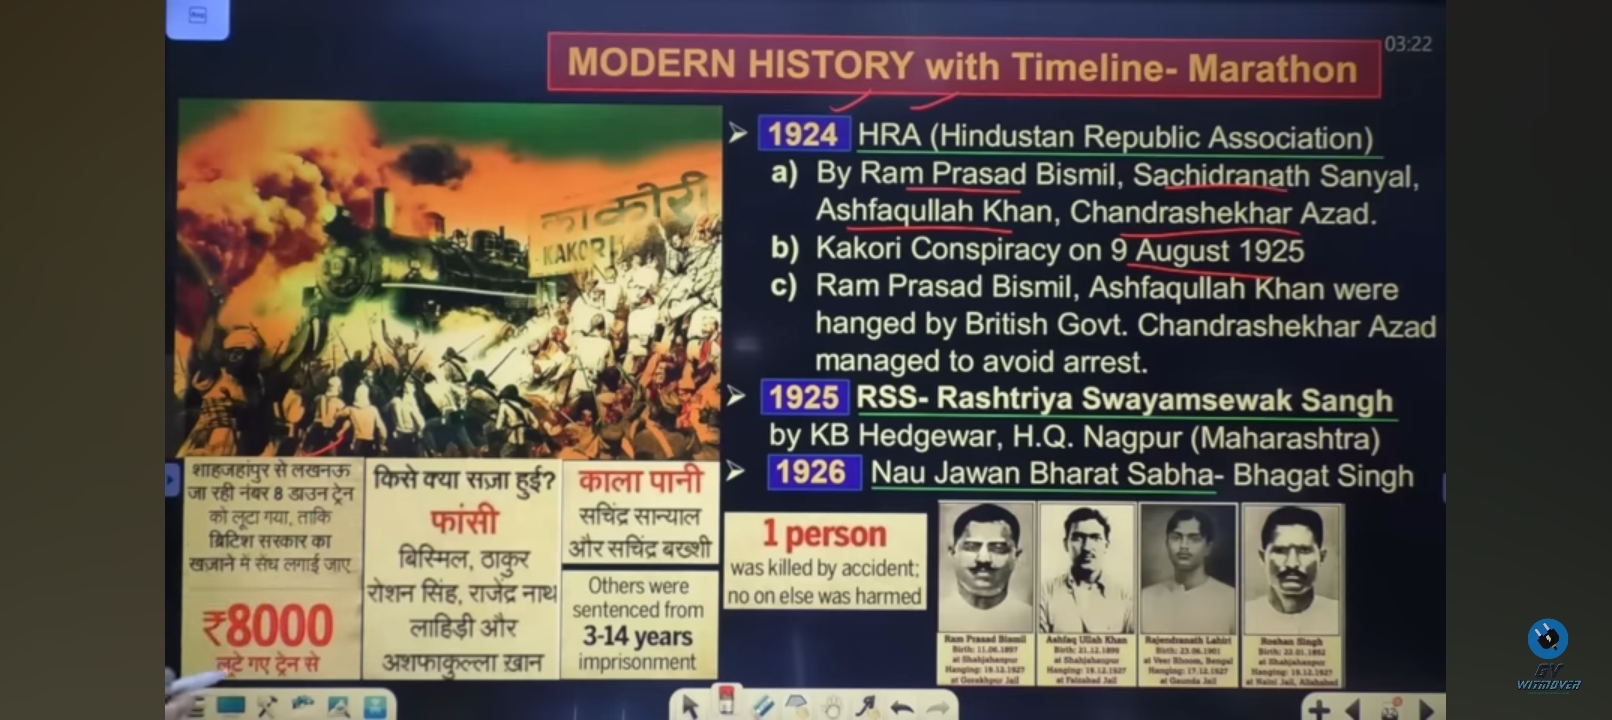 03:22
MODERN HISTORY with Timeline- Marathon
1924 HRA (Hindustan Republic Association)
a) By Ram Prasad Bismil, Sachidranath Sanyal,
Ashfaqullah Khan, Chandrashekhar Azad.
b) Kakori Conspiracy on 9 August 1925
c) Ram Prasad Bismil, Ashfaqullah Khan were
hanged by British Govt. Chandrashekhar Azad
managed to avoid arrest.
1925 RSS- Rashtriya Swayamsewak Sangh
by KB Hedgewar, H.Q. Nagpur (Maharashtra)
1926 Nau Jawan Bharat Sabha- Bhagat Singh
काकोरी
KAKORI
शाहजहांपुर से लखनऊ
जा रही नंबर 8 डाउन ट्रेन
को लूटा गया, ताकि
ब्रिटिश सरकार का
खज़ाने में सेंध लगाई जाए
₹8000
लूटे गए ट्रेन से
किसे क्या सज़ा हुई?
फांसी
बिस्मिल, ठाकुर
रोशन सिंह, राजेंद्र नाथ
लाहिड़ी और
अशफाकुल्ला ख़ान
काला पानी
सचिंद्र सान्याल
और सचिंद्र बख्शी
Others were
sentenced from
3-14 years
imprisonment
1 person
was killed by accident;
no on else was harmed
Ram Prasad Bismil
Birth: 11.06.1897
at Shahjahanpur
Hanging: 19.12.1927
at Gorakhpur Jail
Ashfaq Ullah Khan
Birth: 21.12.1899
at Shahjahanpur
Hanging: 19.12.1927
at Faizabad Jail
Rajendranath Lahiri
Birth: 23.06.1901
at Veer Bhoom, Bengal
Hanging: 17.12.1927
at Gaunda Jail
Roshan Singh
Birth: 22.01.1892
at Shahjahanpur
Hanging: 19.12.1927
at Naini Jail, Allahabad
GY